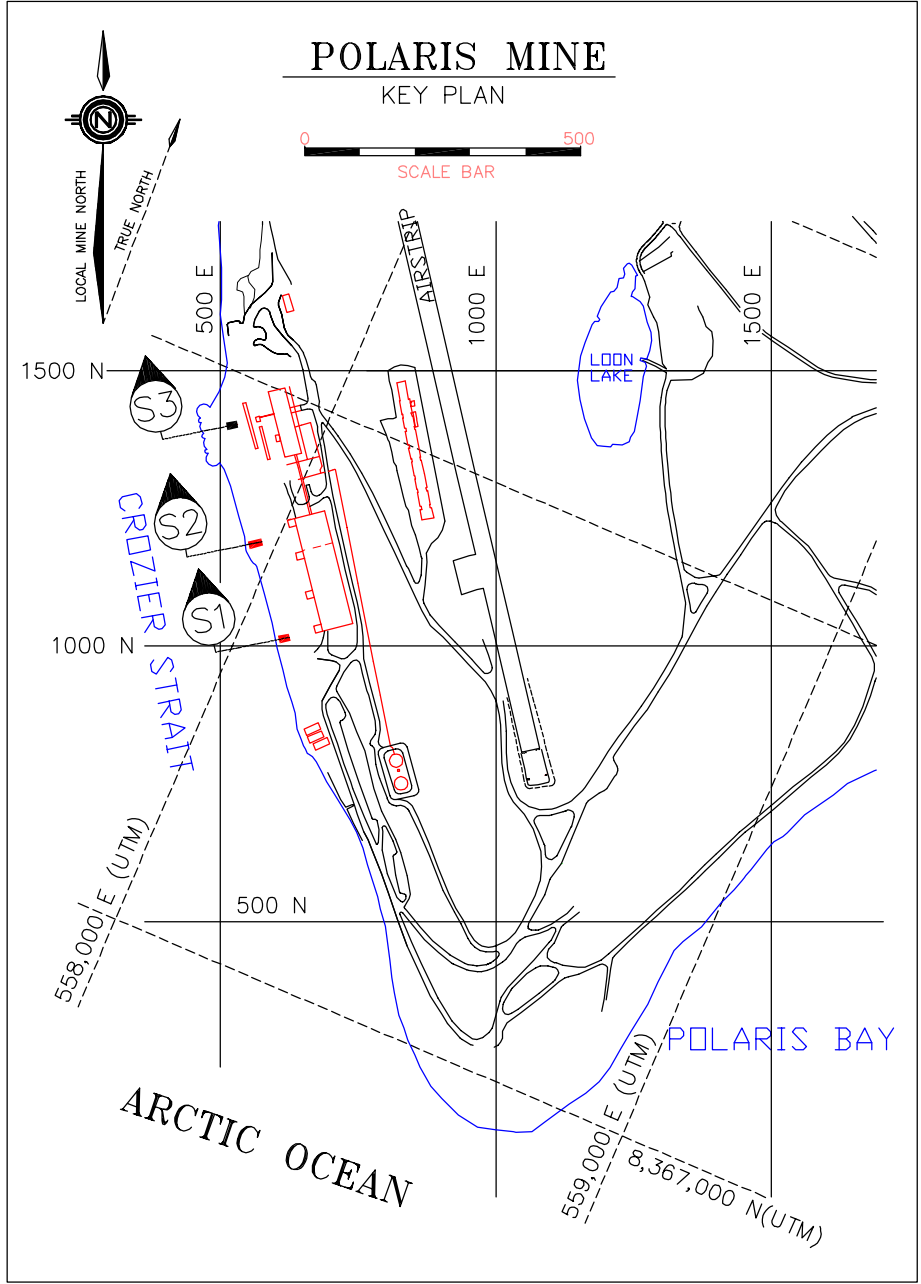 POLARIS MINE
KEY PLAN
N
LOCAL MINE NORTH
TRUE NORTH
0 500
SCALE BAR
AIRSTRIP
500 E
1000 E
1500 E
1500 N
LOON
LAKE
S3
S2
S1
CROZIER STRAIT
1000 N
558,000 E (UTM)
500 N
POLARIS BAY
ARCTIC OCEAN
559,000 E (UTM)
8,367,000 N(UTM)